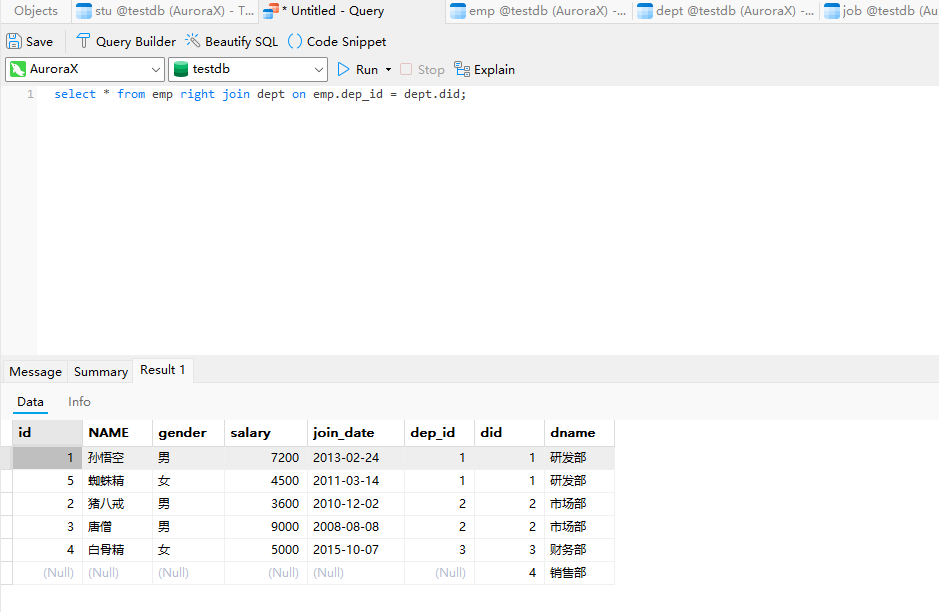 Objects stu @testdb (AuroraX) - T... * Untitled - Query emp @testdb (AuroraX) -... dept @testdb (AuroraX) -... job @testdb (Au
Save Query Builder Beautify SQL () Code Snippet
AuroraX testdb Run Stop Explain
1 select * from emp right join dept on emp.dep_id = dept.did;
Message Summary Result 1
Data Info
id NAME gender salary join_date dep_id did dname
1 孙悟空 男 7200 2013-02-24 1 1 研发部
5 蜘蛛精 女 4500 2011-03-14 1 1 研发部
2 猪八戒 男 3600 2010-12-02 2 2 市场部
3 唐僧 男 9000 2008-08-08 2 2 市场部
4 白骨精 女 5000 2015-10-07 3 3 财务部
(Null) (Null) (Null) (Null) (Null) (Null) 4 销售部